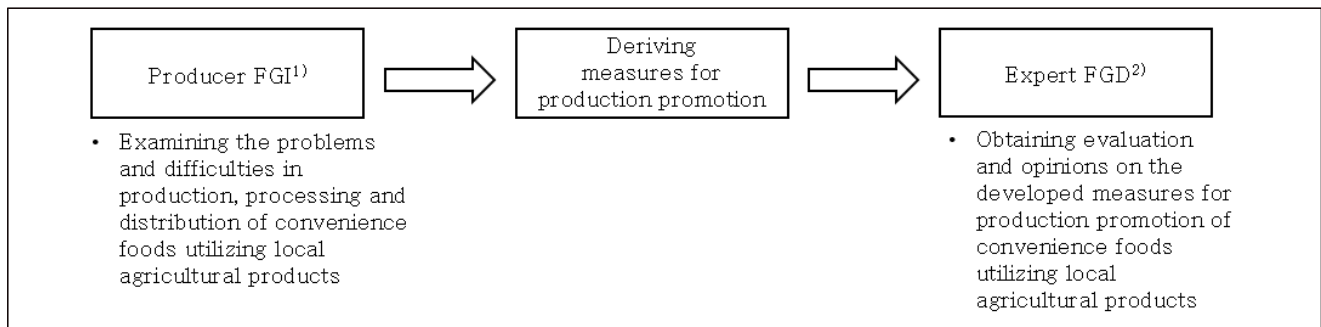 Producer FGI1)
Deriving
measures for
production promotion
Expert FGD2)
• Examining the problems
and difficulties in
production, processing and
distribution of convenience
foods utilizing local
agricultural products
• Obtaining evaluation
and opinions on the
developed measures for
production promotion of
convenience foods
utilizing local
agricultural products